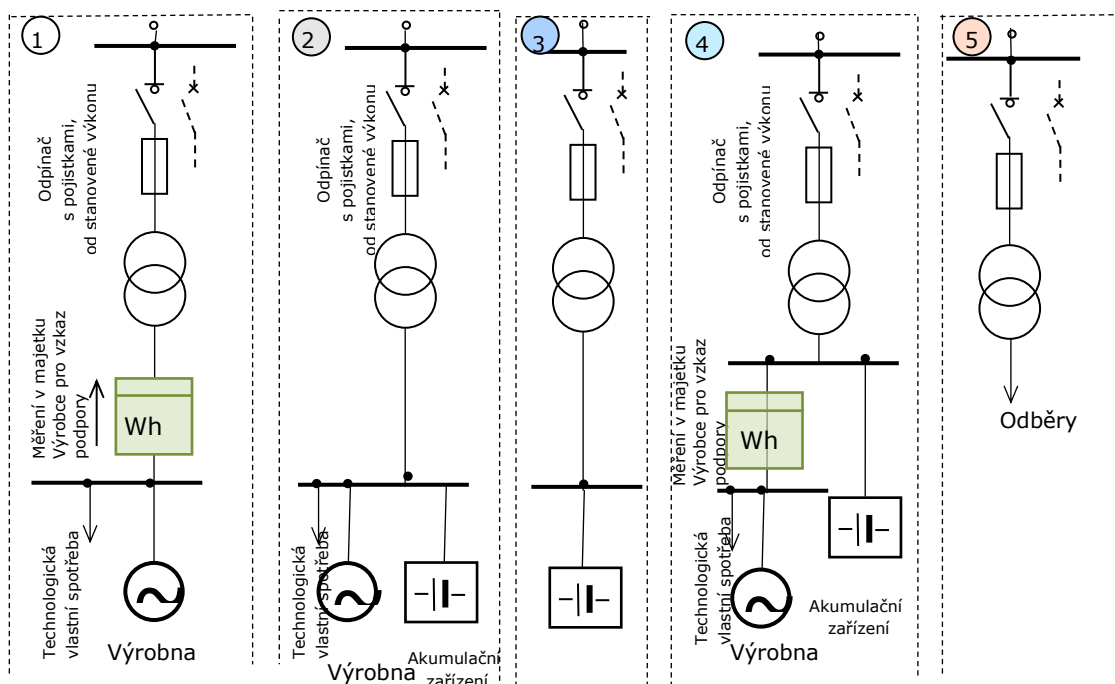 1
Odpínač
s pojistkami,
od stanovené výkonu
Měření v majetku
Výrobce pro vzkaz
podpory
Wh
Technologická
vlastní spotřeba
Výrobna
2
Odpínač
s pojistkami,
od stanovené výkonu
Technologická
vlastní spotřeba
Výrobna
Akumulační
zařízení
3
4
Odpínač
s pojistkami,
od stanovené výkonu
Měření v majetku
Výrobce pro vzkaz
podpory
Wh
Technologická
vlastní spotřeba
Výrobna
Akumulační
zařízení
5
Odběry